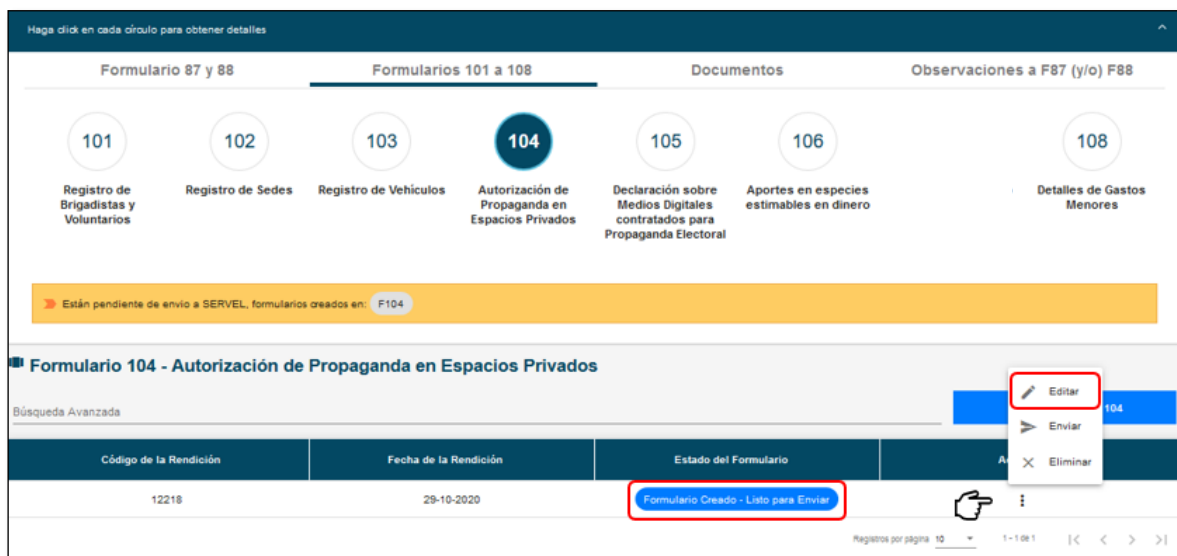 Haga click en cada círculo para obtener detalles
Formulario 87 y 88
Formularios 101 a 108
Documentos
Observaciones a F87 (y/o) F88
101
102
103
104
105
106
108
Registro de
Brigadistas y
Voluntarios
Registro de Sedes
Registro de Vehículos
Autorización de
Propaganda en
Espacios Privados
Declaración sobre
Medios Digitales
contratados para
Propaganda Electoral
Aportes en especies
estimables en dinero
Detalles de Gastos
Menores
Están pendiente de envio a SERVEL, formularios creados en: F104
Formulario 104 - Autorización de Propaganda en Espacios Privados
Búsqueda Avanzada
104
Editar
Enviar
Eliminar
Código de la Rendición
Fecha de la Rendición
Estado del Formulario
12218
29-10-2020
Formulario Creado - Listo para Enviar
Registros por página 10
1-1 de 1